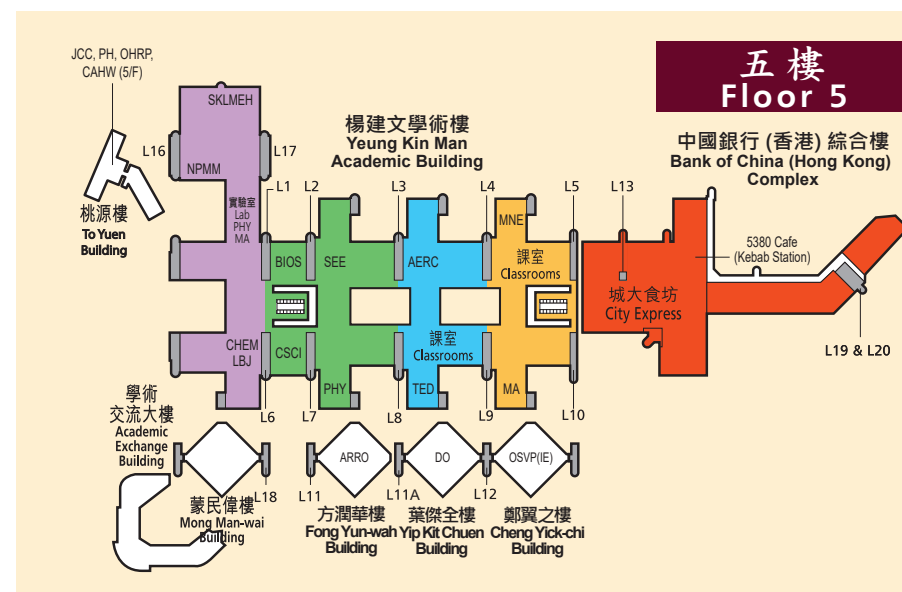 五樓
Floor 5
JCC, PH, OHRP,
CAHW (5/F)
SKLMEH
L16
L17
NPMM
楊建文學術樓
Yeung Kin Man
Academic Building
中國銀行 (香港) 綜合樓
Bank of China (Hong Kong)
Complex
桃源樓
To Yuen
Building
實驗室
Lab
PHY
MA
L1
L2
L3
L4
L5
L13
MNE
BIOS
SEE
AERC
課室
Classrooms
5380 Cafe
(Kebab Station)
城大食坊
City Express
CHEM
LBJ
CSCI
課室
Classrooms
PHY
TED
MA
L19 & L20
L6
L7
L8
L9
L10
學術
交流大樓
Academic
Exchange
Building
ARRO
DO
OSVP(IE)
L18
L11
L11A
L12
蒙民偉樓
Mong Man-wai
Building
方潤華樓
Fong Yun-wah
Building
葉傑全樓
Yip Kit Chuen
Building
鄭翼之樓
Cheng Yick-chi
Building